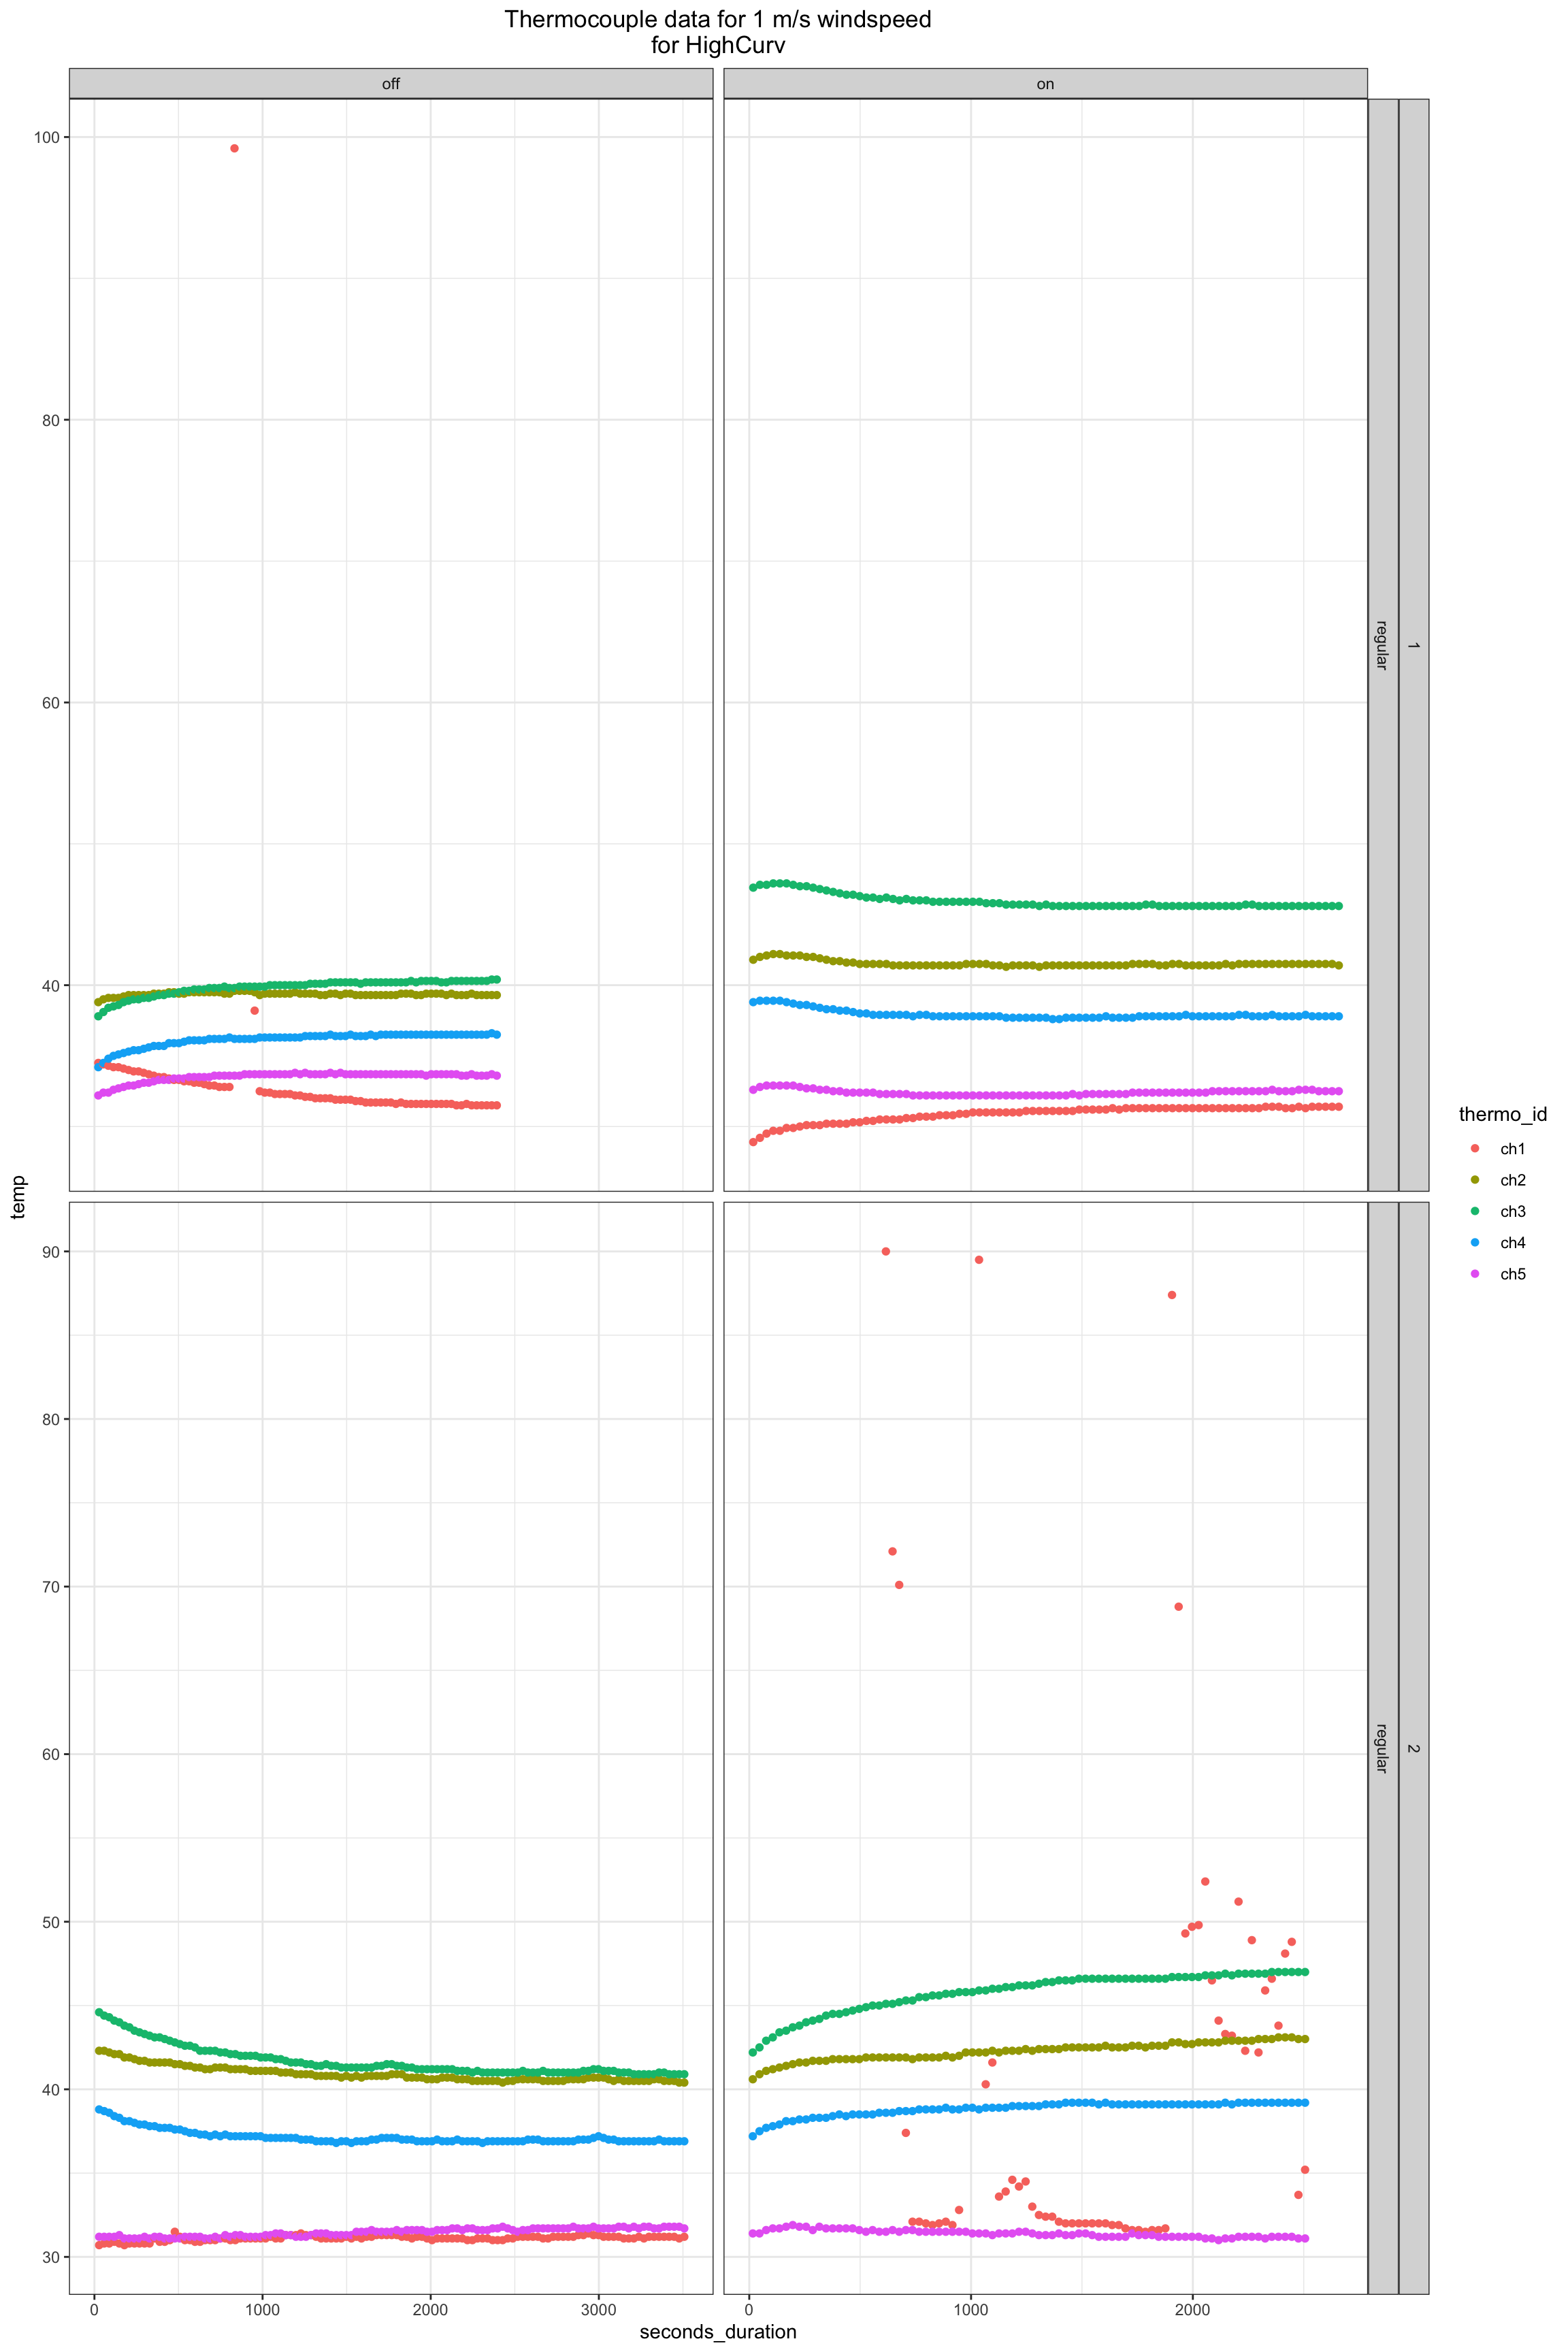 Thermocouple data for 1 m/s windspeed
for HighCurv
off
on
100
80
60
40
regular
1
temp
90
80
70
60
50
40
30
regular
2
0
1000
2000
3000
0
1000
2000
seconds_duration
thermo_id
ch1
ch2
ch3
ch4
ch5